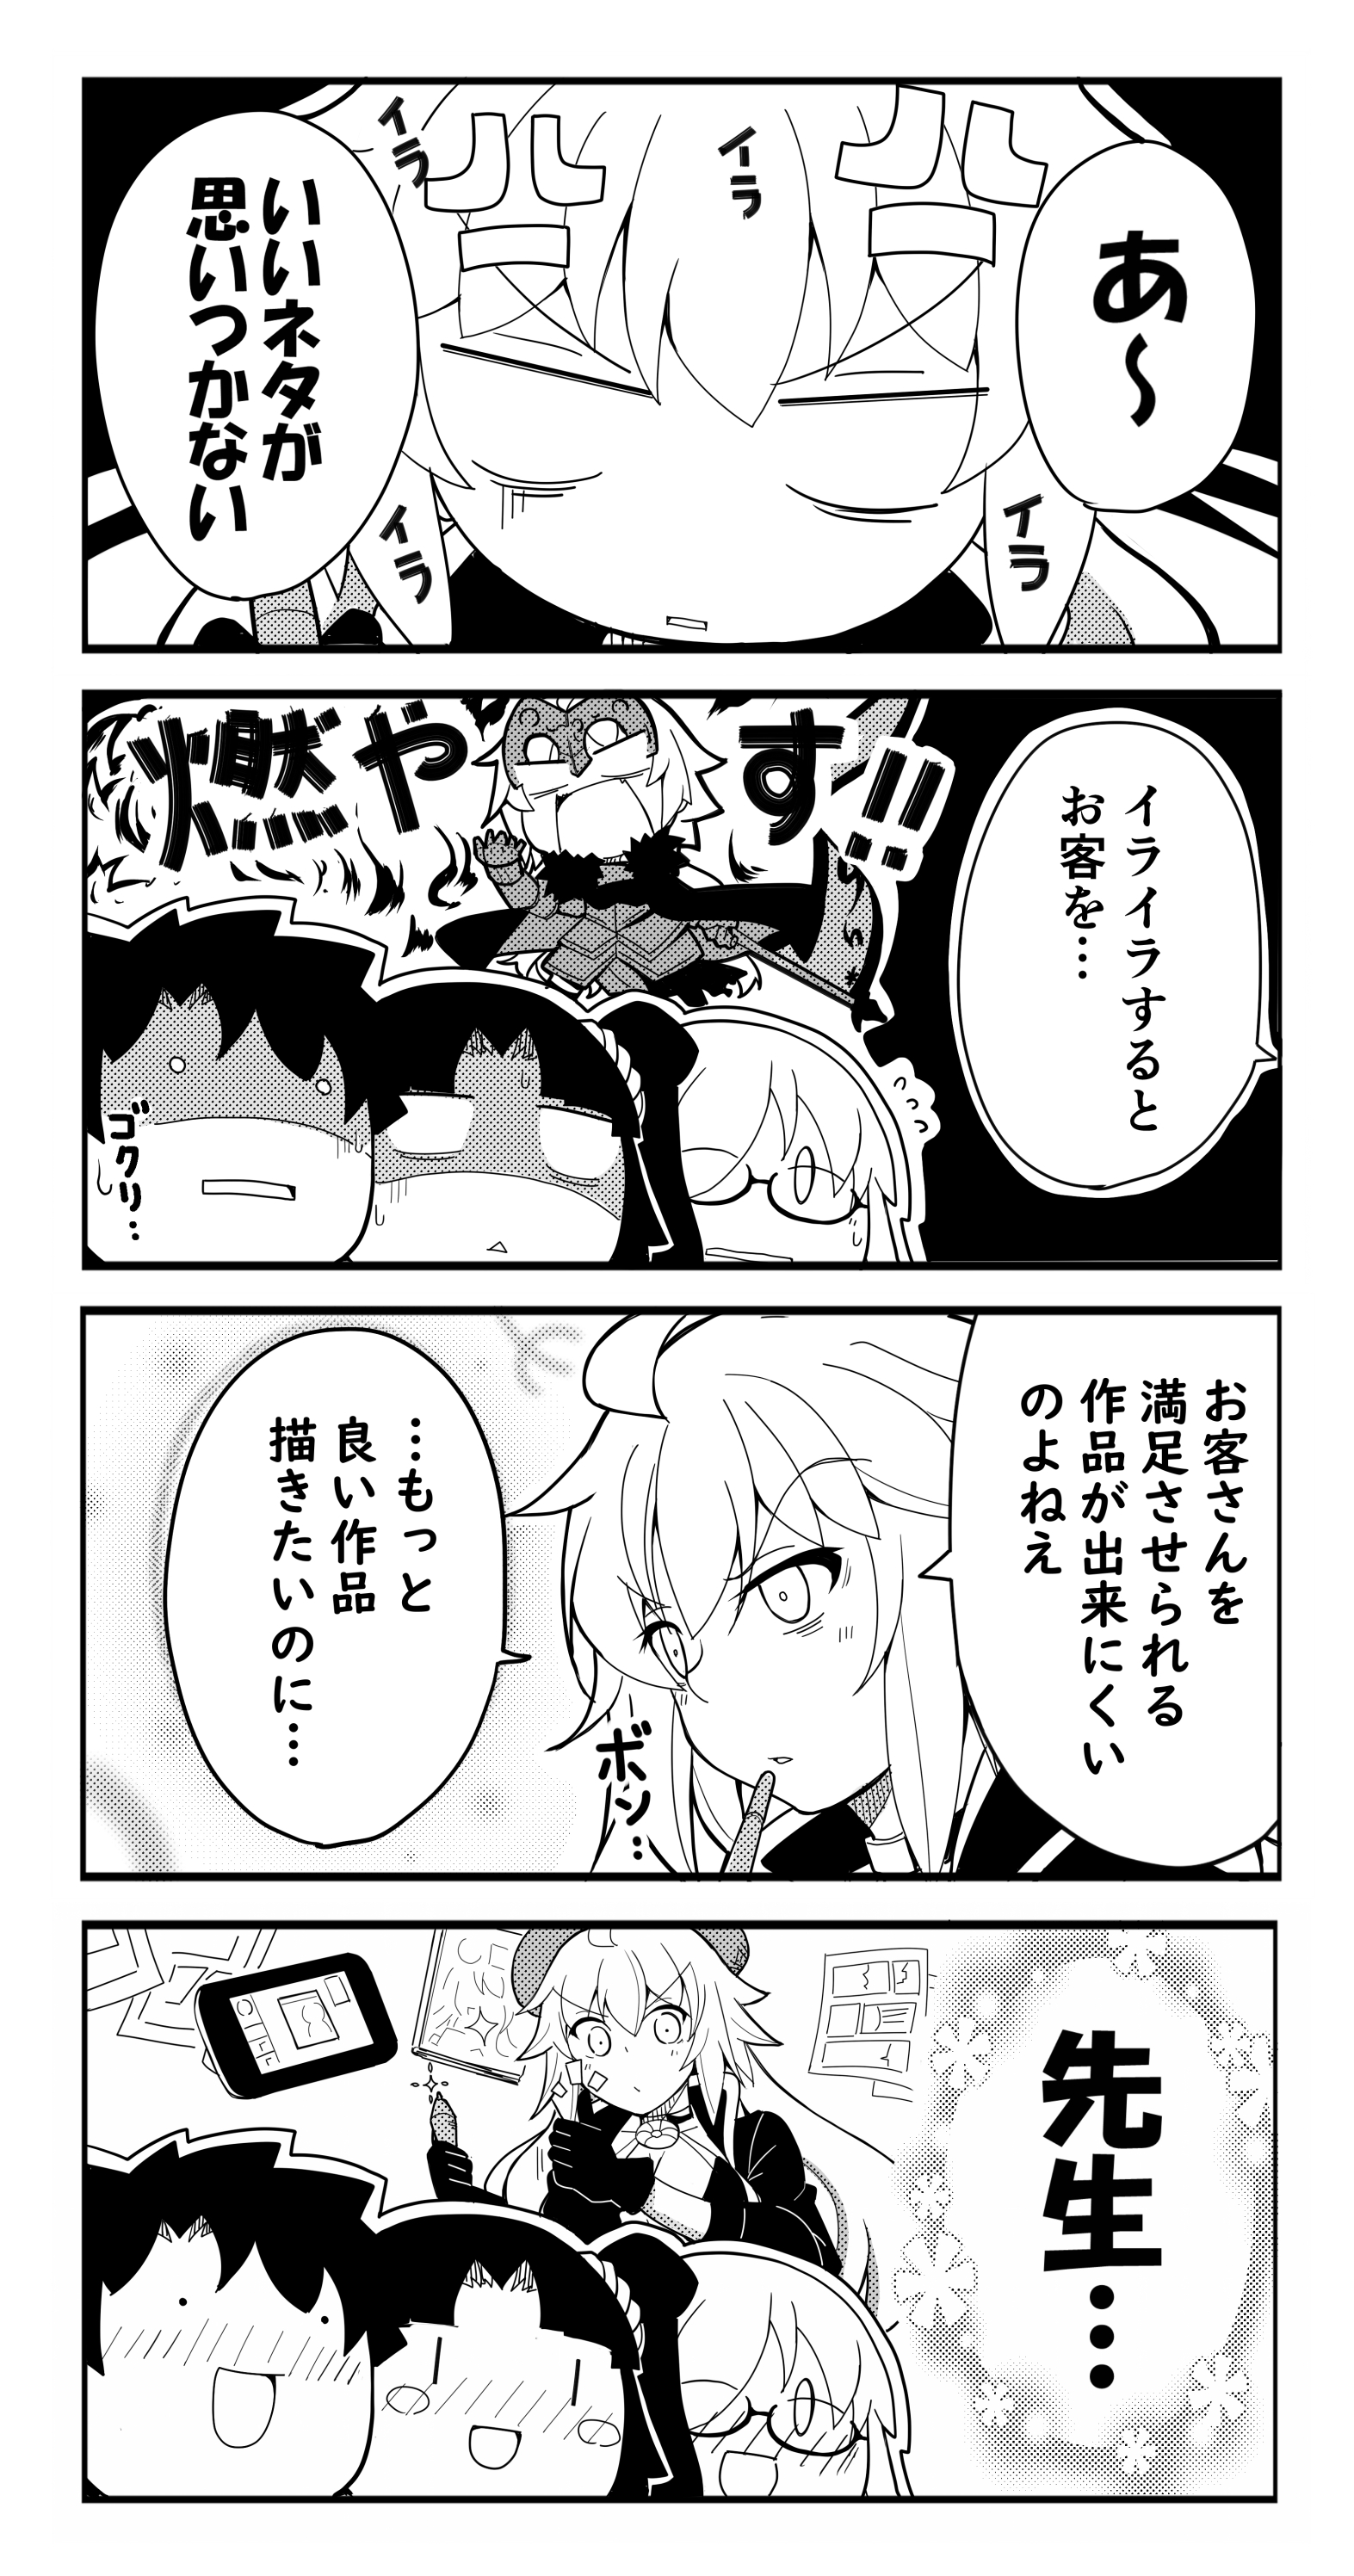 あ～
イラ
イラ
いいネタが
思いつかない
イラ
イラ
イライラすると
お客を…
燃やす!!
ゴクリ…
お客さんを
満足させられる
作品が出来にくい
のよねえ
ボソ…
…もっと
良い作品
描きたいのに…
先生…